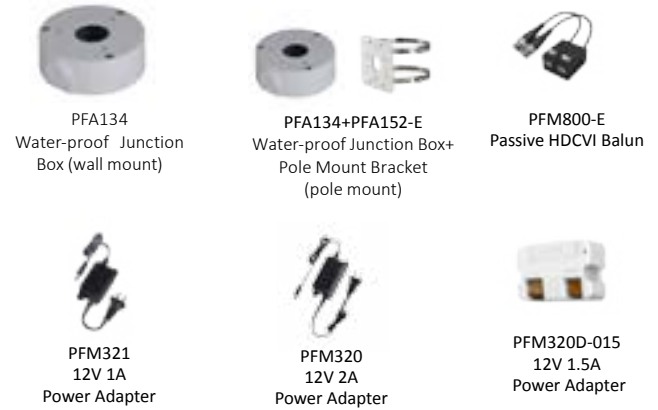 PFA134
Water-proof Junction
Box (wall mount)
PFA134+PFA152-E
Water-proof Junction Box+
Pole Mount Bracket
(pole mount)
PFM800-E
Passive HDCVI Balun
PFM321
12V 1A
Power Adapter
PFM320
12V 2A
Power Adapter
PFM320D-015
12V 1.5A
Power Adapter